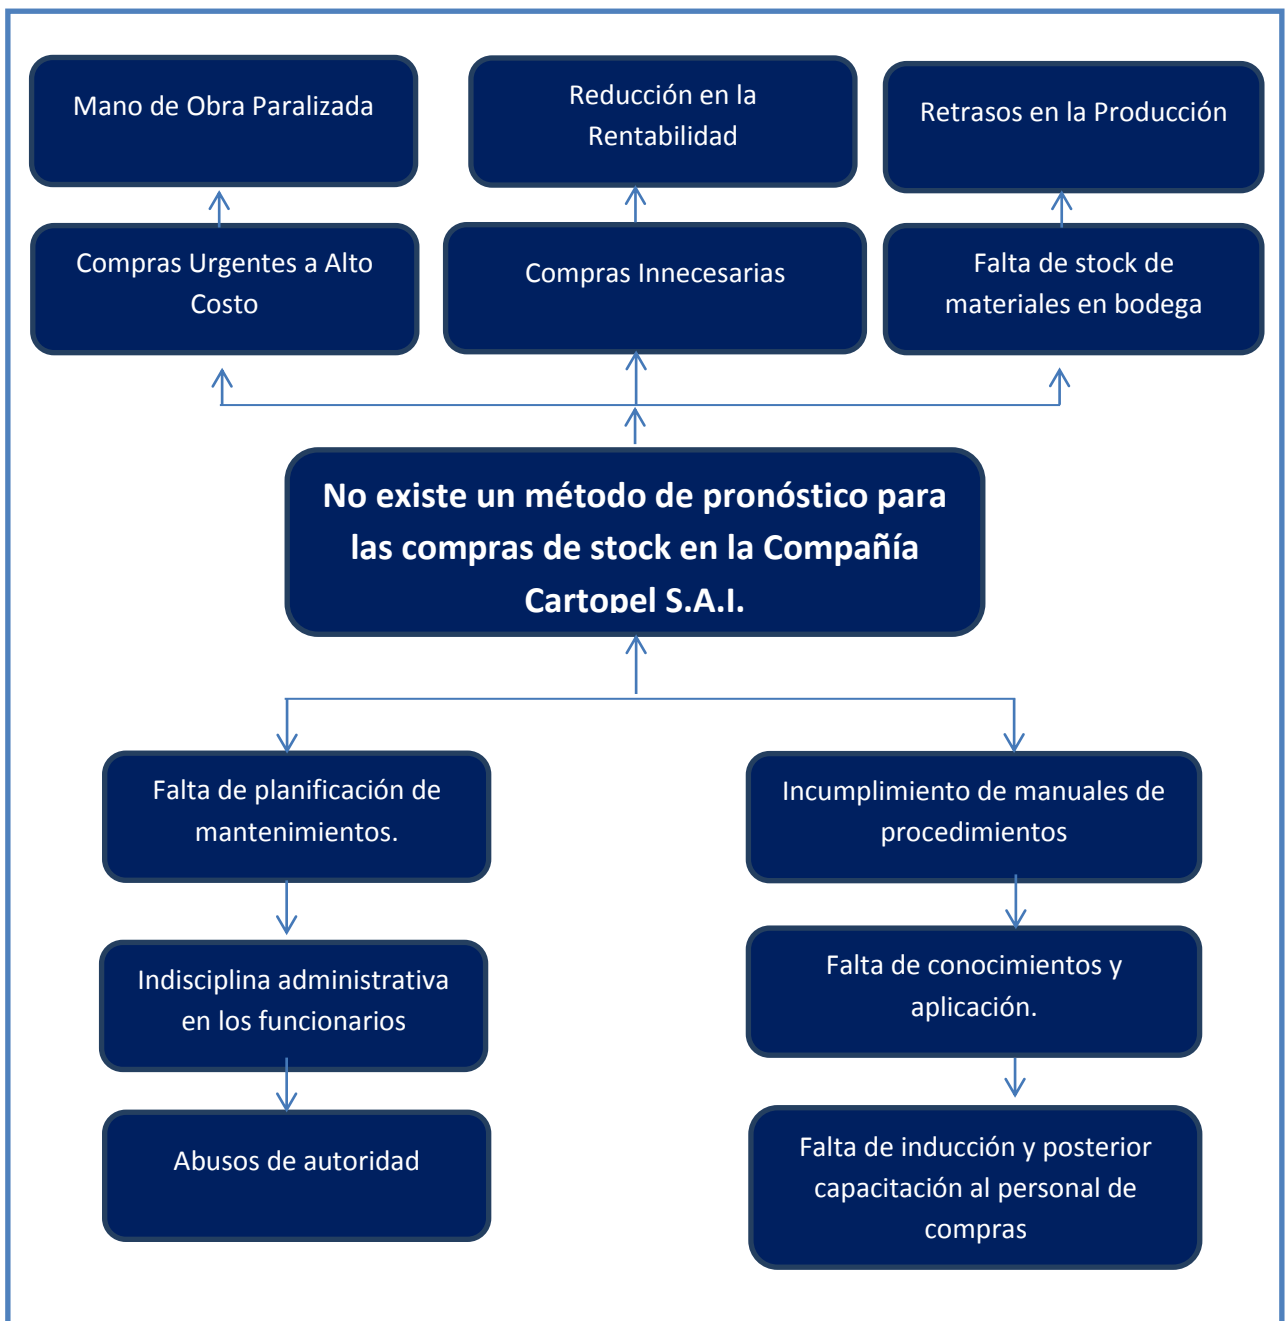 Mano de Obra Paralizada
Reducción en la
Rentabilidad
Retrasos en la Producción
Compras Urgentes a Alto
Costo
Compras Innecesarias
Falta de stock de
materiales en bodega
No existe un método de pronóstico para
las compras de stock en la Compañía
Cartopel S.A.I.
Falta de planificación de
mantenimientos.
Incumplimiento de manuales de
procedimientos
Indisciplina administrativa
en los funcionarios
Falta de conocimientos y
aplicación.
Abusos de autoridad
Falta de inducción y posterior
capacitación al personal de
compras